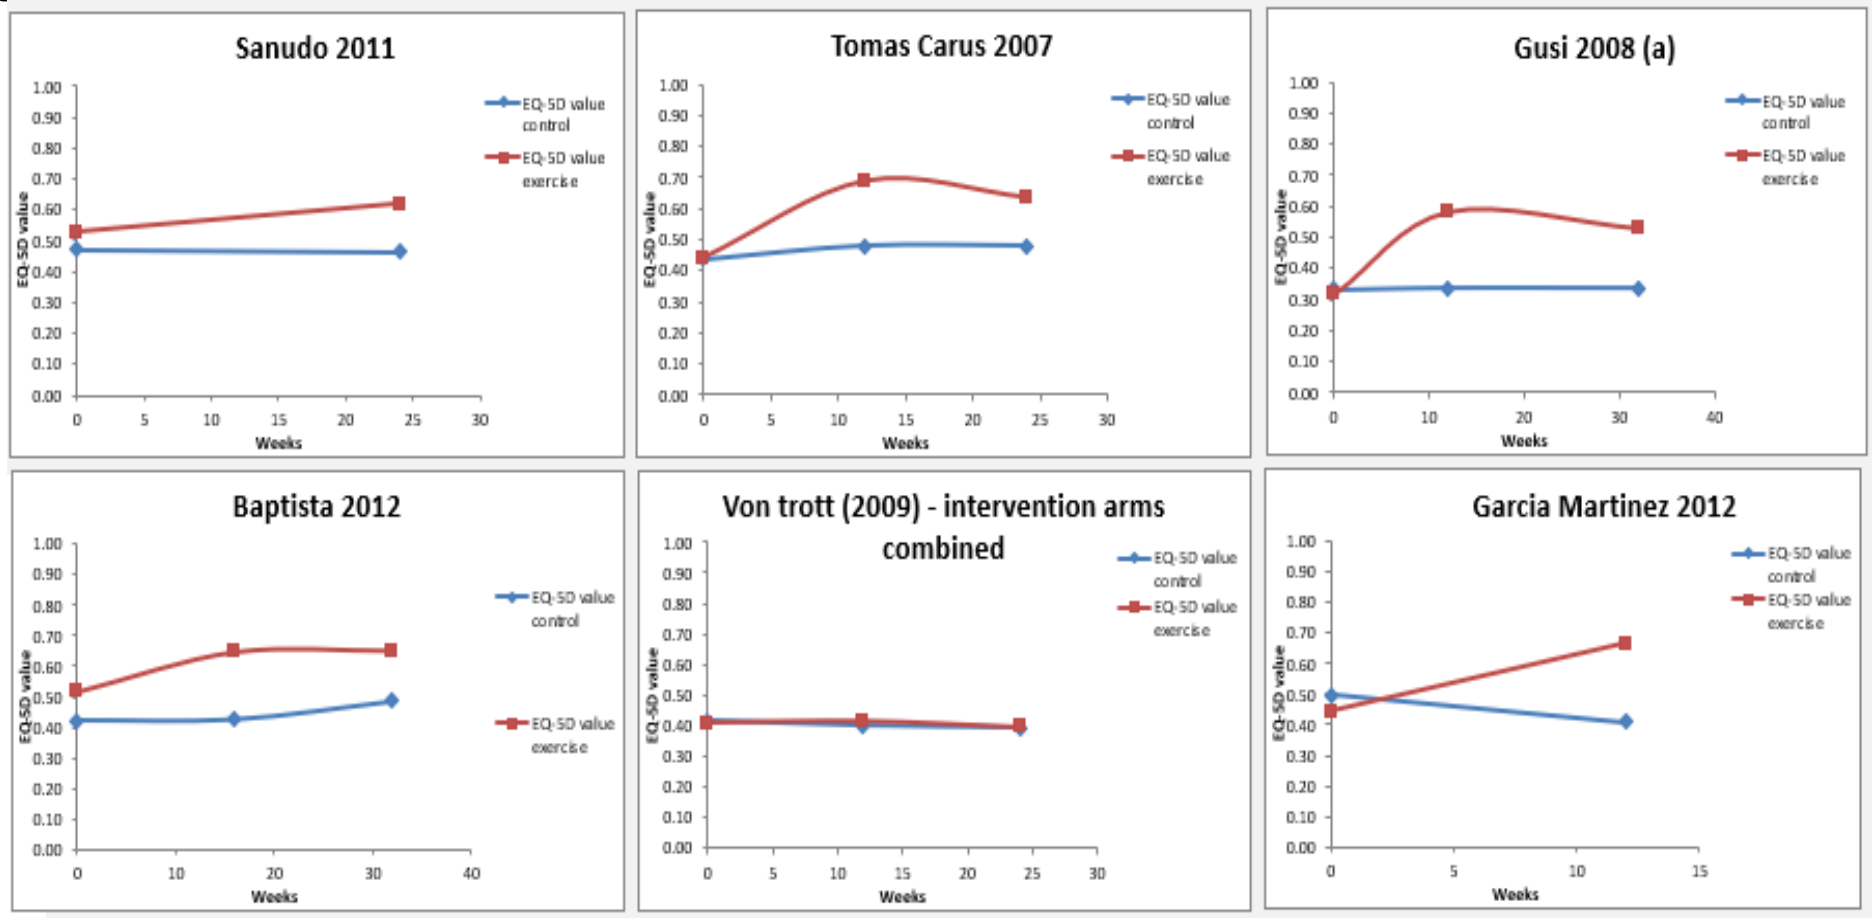 Sanudo 2011
1.00
0.90
0.80
0.70
0.60
0.50
0.40
0.30
0.20
0.10
0.00
EQ-5D value
0 5 10 15 20 25 30
Weeks
EQ-5D value
control
EQ-5D value
exercise
Tomas Carus 2007
1.00
0.90
0.80
0.70
0.60
0.50
0.40
0.30
0.20
0.10
0.00
EQ-5D value
0 5 10 15 20 25 30
Weeks
EQ-5D value
control
EQ-5D value
exercise
Gusi 2008 (a)
1.00
0.90
0.80
0.70
0.60
0.50
0.40
0.30
0.20
0.10
0.00
EQ-5D value
0 10 20 30 40
Weeks
EQ-5D value
control
EQ-5D value
exercise
Baptista 2012
1.00
0.90
0.80
0.70
0.60
0.50
0.40
0.30
0.20
0.10
0.00
EQ-5D value
0 10 20 30 40
Weeks
EQ-5D value
control
EQ-5D value
exercise
Von trott (2009) - intervention arms
combined
1.00
0.90
0.80
0.70
0.60
0.50
0.40
0.30
0.20
0.10
0.00
EQ-5D value
0 5 10 15 20 25 30
Weeks
EQ-5D value
control
EQ-5D value
exercise
Garcia Martinez 2012
1.00
0.90
0.80
0.70
0.60
0.50
0.40
0.30
0.20
0.10
0.00
EQ-5D value
0 5 10 15
Weeks
EQ-5D value
control
EQ-5D value
exercise